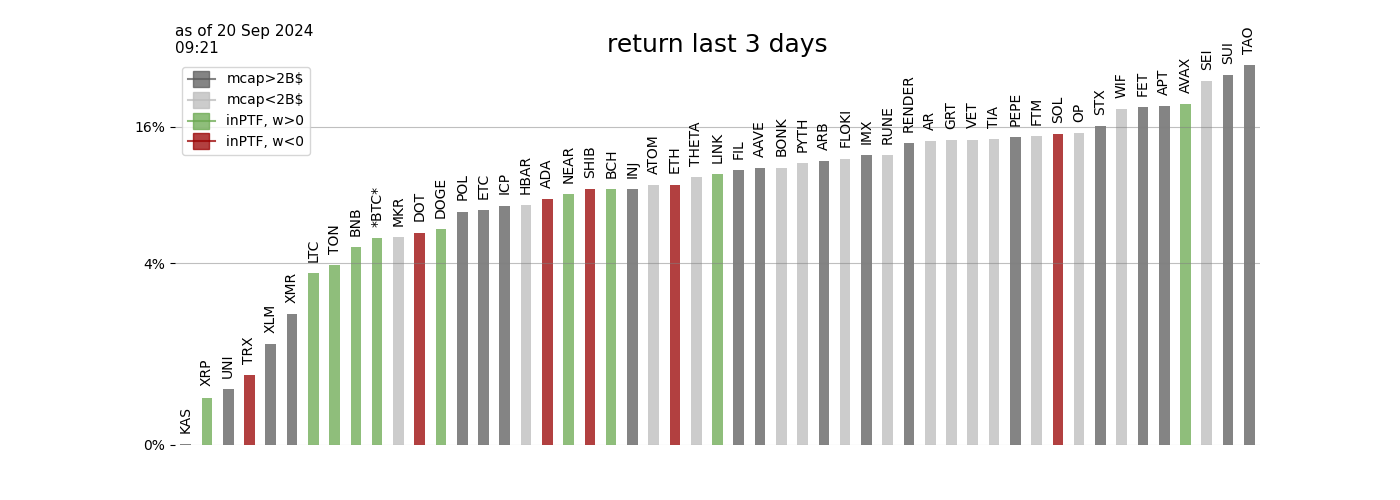 as of 20 Sep 2024
09:21
return last 3 days
mcap>2B$
mcap<2B$
inPTF, w>0
inPTF, w<0
16%
4%
0%
KAS
XRP
UNI
TRX
XLM
XMR
LTC
TON
BNB
*BTC*
MKR
DOT
DOGE
POL
ETC
ICP
HBAR
ADA
NEAR
SHIB
BCH
INJ
ATOM
ETH
THETA
LINK
FIL
AAVE
BONK
PYTH
ARB
FLOKI
IMX
RUNE
RENDER
AR
GRT
VET
TIA
PEPE
FTM
SOL
OP
STX
WIF
FET
APT
AVAX
SEI
SUI
TAO